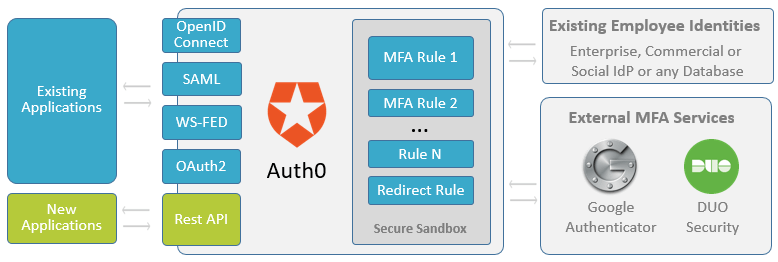 Existing
Applications
New
Applications
OpenID
Connect
SAML
WS-FED
OAuth2
Rest API
Auth0
MFA Rule 1
MFA Rule 2
...
Rule N
Redirect Rule
Secure Sandbox
Existing Employee Identities
Enterprise, Commercial or
Social IdP or any Database
External MFA Services
G
Google
Authenticator
DUO
DUO
Security